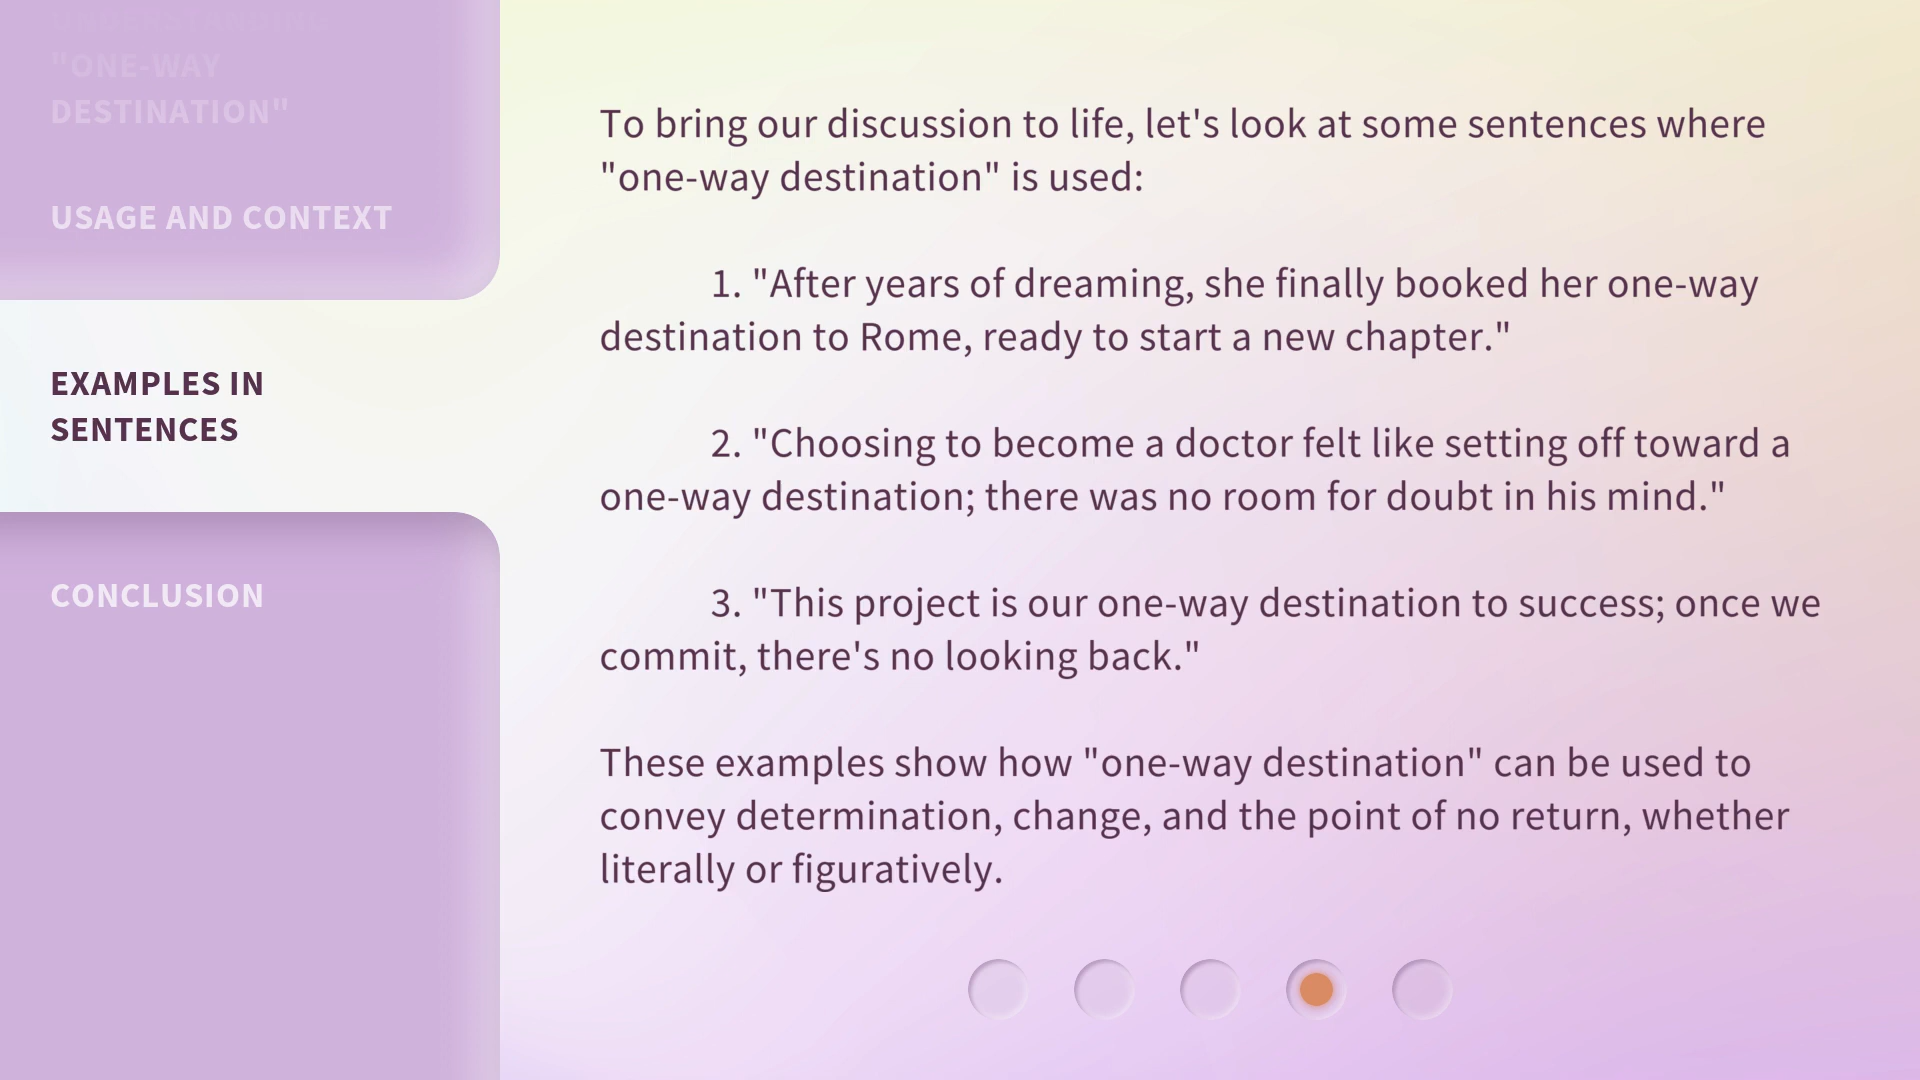 UNDERSTANDING
"ONE-WAY
DESTINATION"
USAGE AND CONTEXT
EXAMPLES IN
SENTENCES
CONCLUSION
To bring our discussion to life, let's look at some sentences where
"one-way destination" is used:
1. "After years of dreaming, she finally booked her one-way
destination to Rome, ready to start a new chapter."
2. "Choosing to become a doctor felt like setting off toward a
one-way destination; there was no room for doubt in his mind."
3. "This project is our one-way destination to success; once we
commit, there's no looking back."
These examples show how "one-way destination" can be used to
convey determination, change, and the point of no return, whether
literally or figuratively.